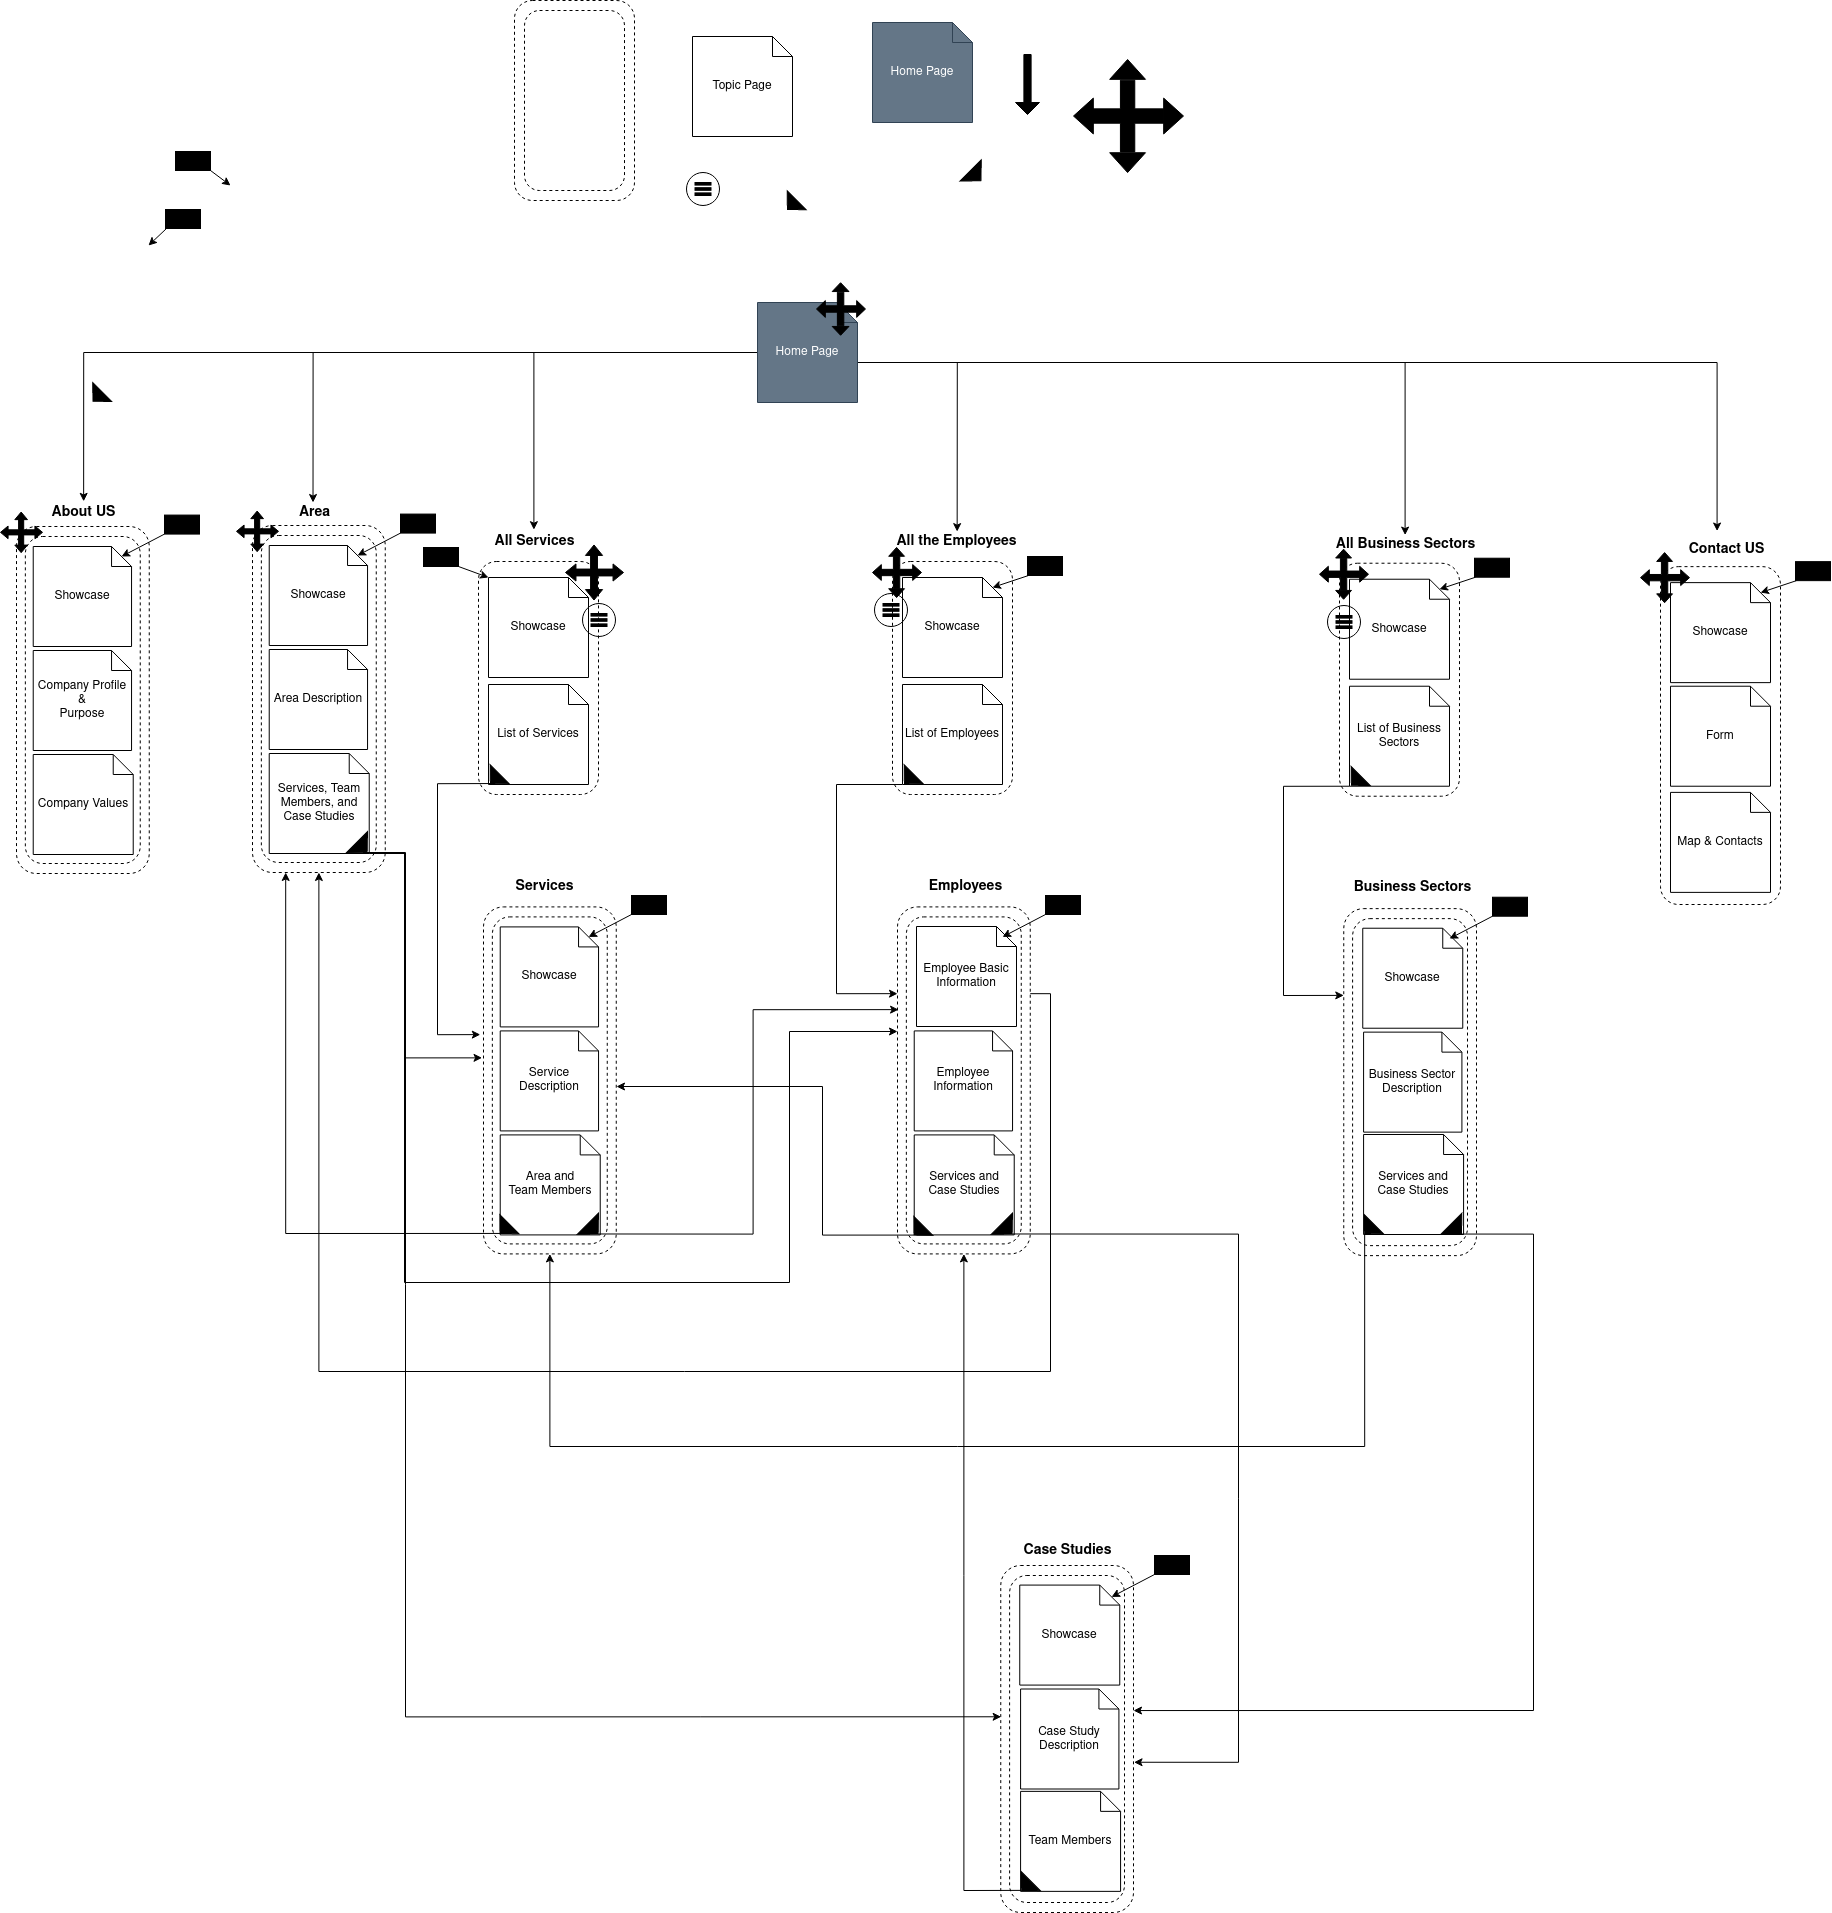 Topic Page
Home Page
Home Page
About US
Showcase
Company Profile
&
Purpose
Company Values
Area
Showcase
Area Description
Services, Team
Members, and
Case Studies
All Services
Showcase
List of Services
All the Employees
Showcase
List of Employees
All Business Sectors
Showcase
List of Business
Sectors
Contact US
Showcase
Form
Map & Contacts
Services
Showcase
Service
Description
Area and
Team Members
Employees
Employee Basic
Information
Employee
Information
Services and
Case Studies
Business Sectors
Showcase
Business Sector
Description
Services and
Case Studies
Case Studies
Showcase
Case Study
Description
Team Members